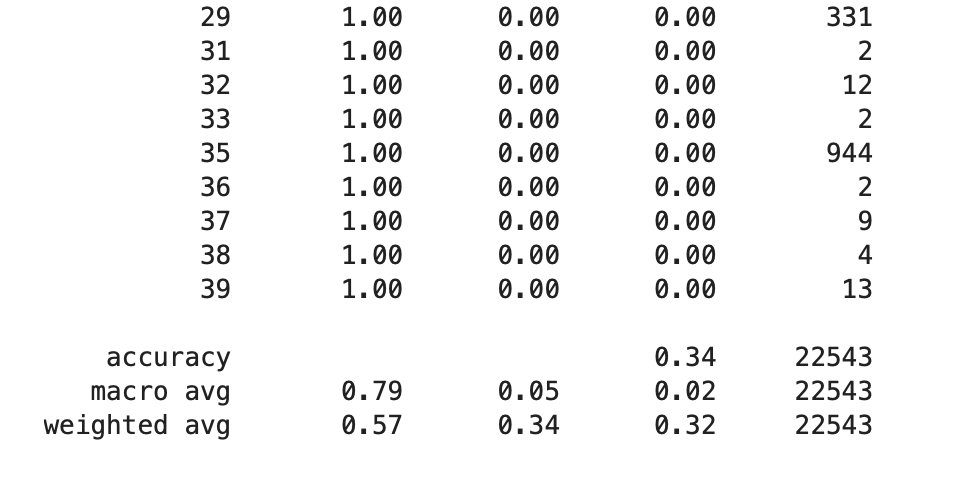 29 1.00 0.00 0.00 331
31 1.00 0.00 0.00 2
32 1.00 0.00 0.00 12
33 1.00 0.00 0.00 2
35 1.00 0.00 0.00 944
36 1.00 0.00 0.00 2
37 1.00 0.00 0.00 9
38 1.00 0.00 0.00 4
39 1.00 0.00 0.00 13
accuracy 0.34 22543
macro avg 0.79 0.05 0.02 22543
weighted avg 0.57 0.34 0.32 22543